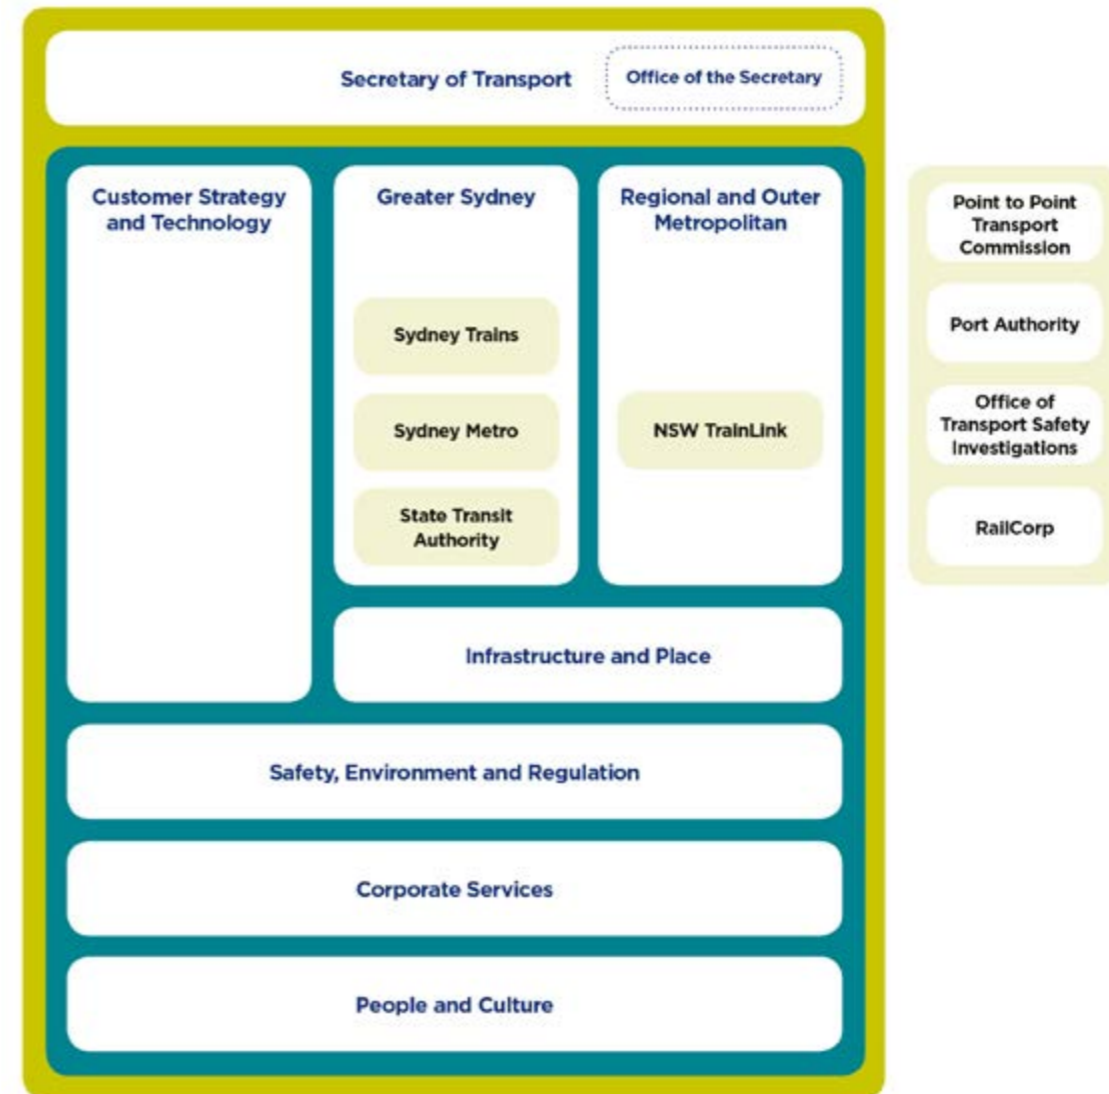 Secretary of Transport
Office of the Secretary
Customer Strategy
and Technology
Greater Sydney
Sydney Trains
Sydney Metro
State Transit
Authority
Regional and Outer
Metropolitan
NSW TrainLink
Infrastructure and Place
Safety, Environment and Regulation
Corporate Services
People and Culture
Point to Point
Transport
Commission
Port Authority
Office of
Transport Safety
Investigations
RailCorp